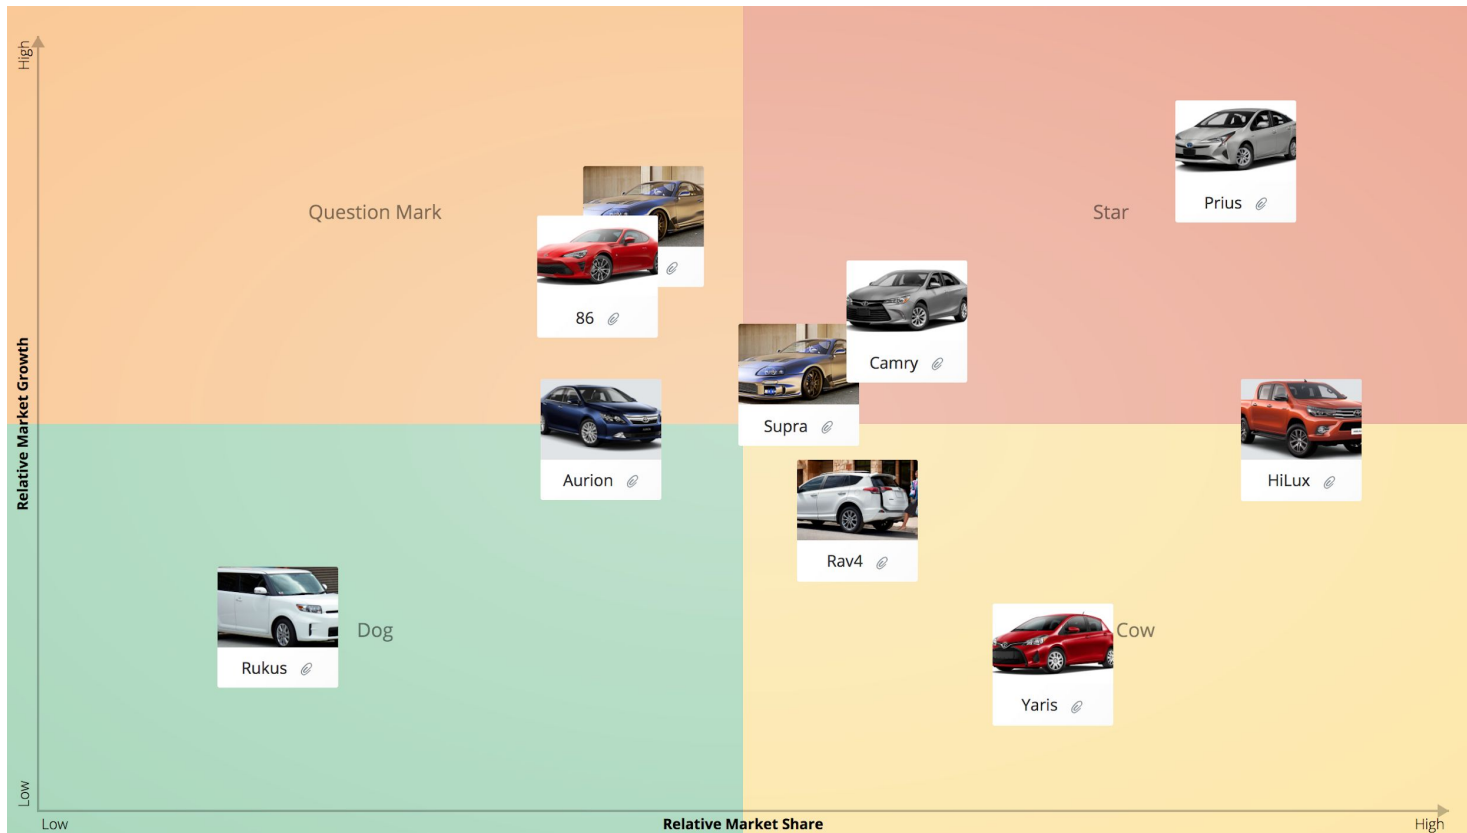 High
Question Mark
Star
Prius
86
Camry
Supra
Relative Market Growth
Aurion
HiLux
Rav4
Dog
Cow
Rukus
Yaris
Low
Low
Relative Market Share
High